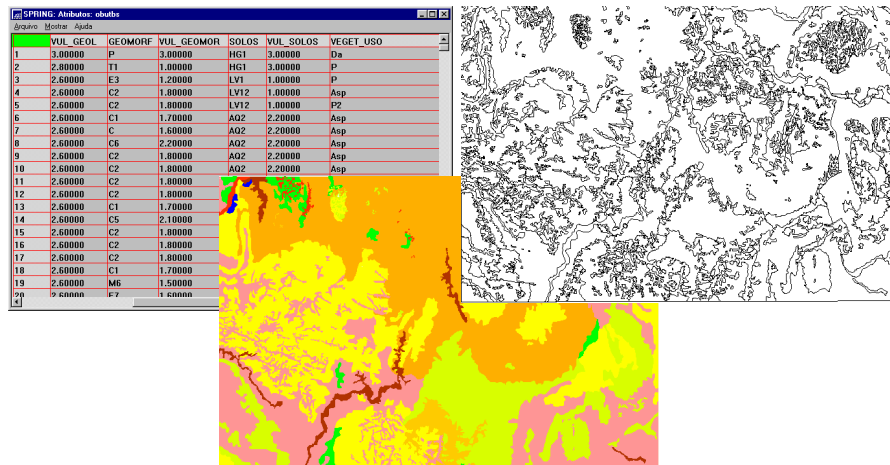 SPRING: Atributos: obutbs
Arquivo Mostrar Ajuda
VUL_GEOL GEOMORF VUL_GEOMOR SOLOS VUL_SOLOS VEGET_USO
1 3.00000 P 3.00000 HG1 3.00000 Da
2 2.80000 T1 1.00000 HG1 3.00000 P
3 2.60000 E3 1.20000 LV1 1.00000 P
4 2.60000 C2 1.80000 LV12 1.00000 Asp
5 2.60000 C2 1.80000 LV12 1.00000 P2
6 2.60000 C1 1.70000 AQ2 2.20000 Asp
7 2.60000 C 1.60000 AQ2 2.20000 Asp
8 2.60000 C6 2.20000 AQ2 2.20000 Asp
9 2.60000 C2 1.80000 AQ2 2.20000 Asp
10 2.60000 C2 1.80000 AQ2 2.20000 Asp
11 2.60000 C2 1.80000
12 2.60000 C2 1.80000
13 2.60000 C1 1.70000
14 2.60000 C5 2.10000
15 2.60000 C2 1.80000
16 2.60000 C2 1.80000
17 2.60000 C2 1.80000
18 2.60000 C1 1.70000
19 2.60000 M6 1.50000
20 2.60000 E7 1.60000